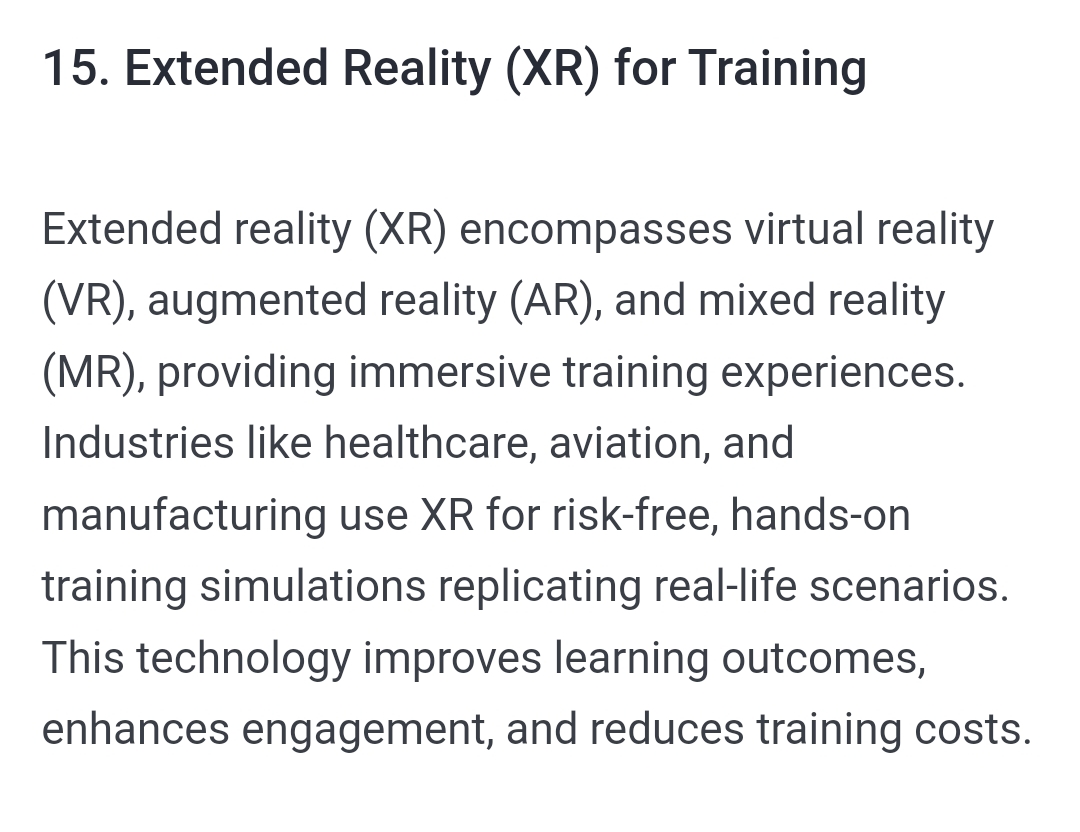 15. Extended Reality (XR) for Training
Extended reality (XR) encompasses virtual reality
(VR), augmented reality (AR), and mixed reality
(MR), providing immersive training experiences.
Industries like healthcare, aviation, and
manufacturing use XR for risk-free, hands-on
training simulations replicating real-life scenarios.
This technology improves learning outcomes,
enhances engagement, and reduces training costs.